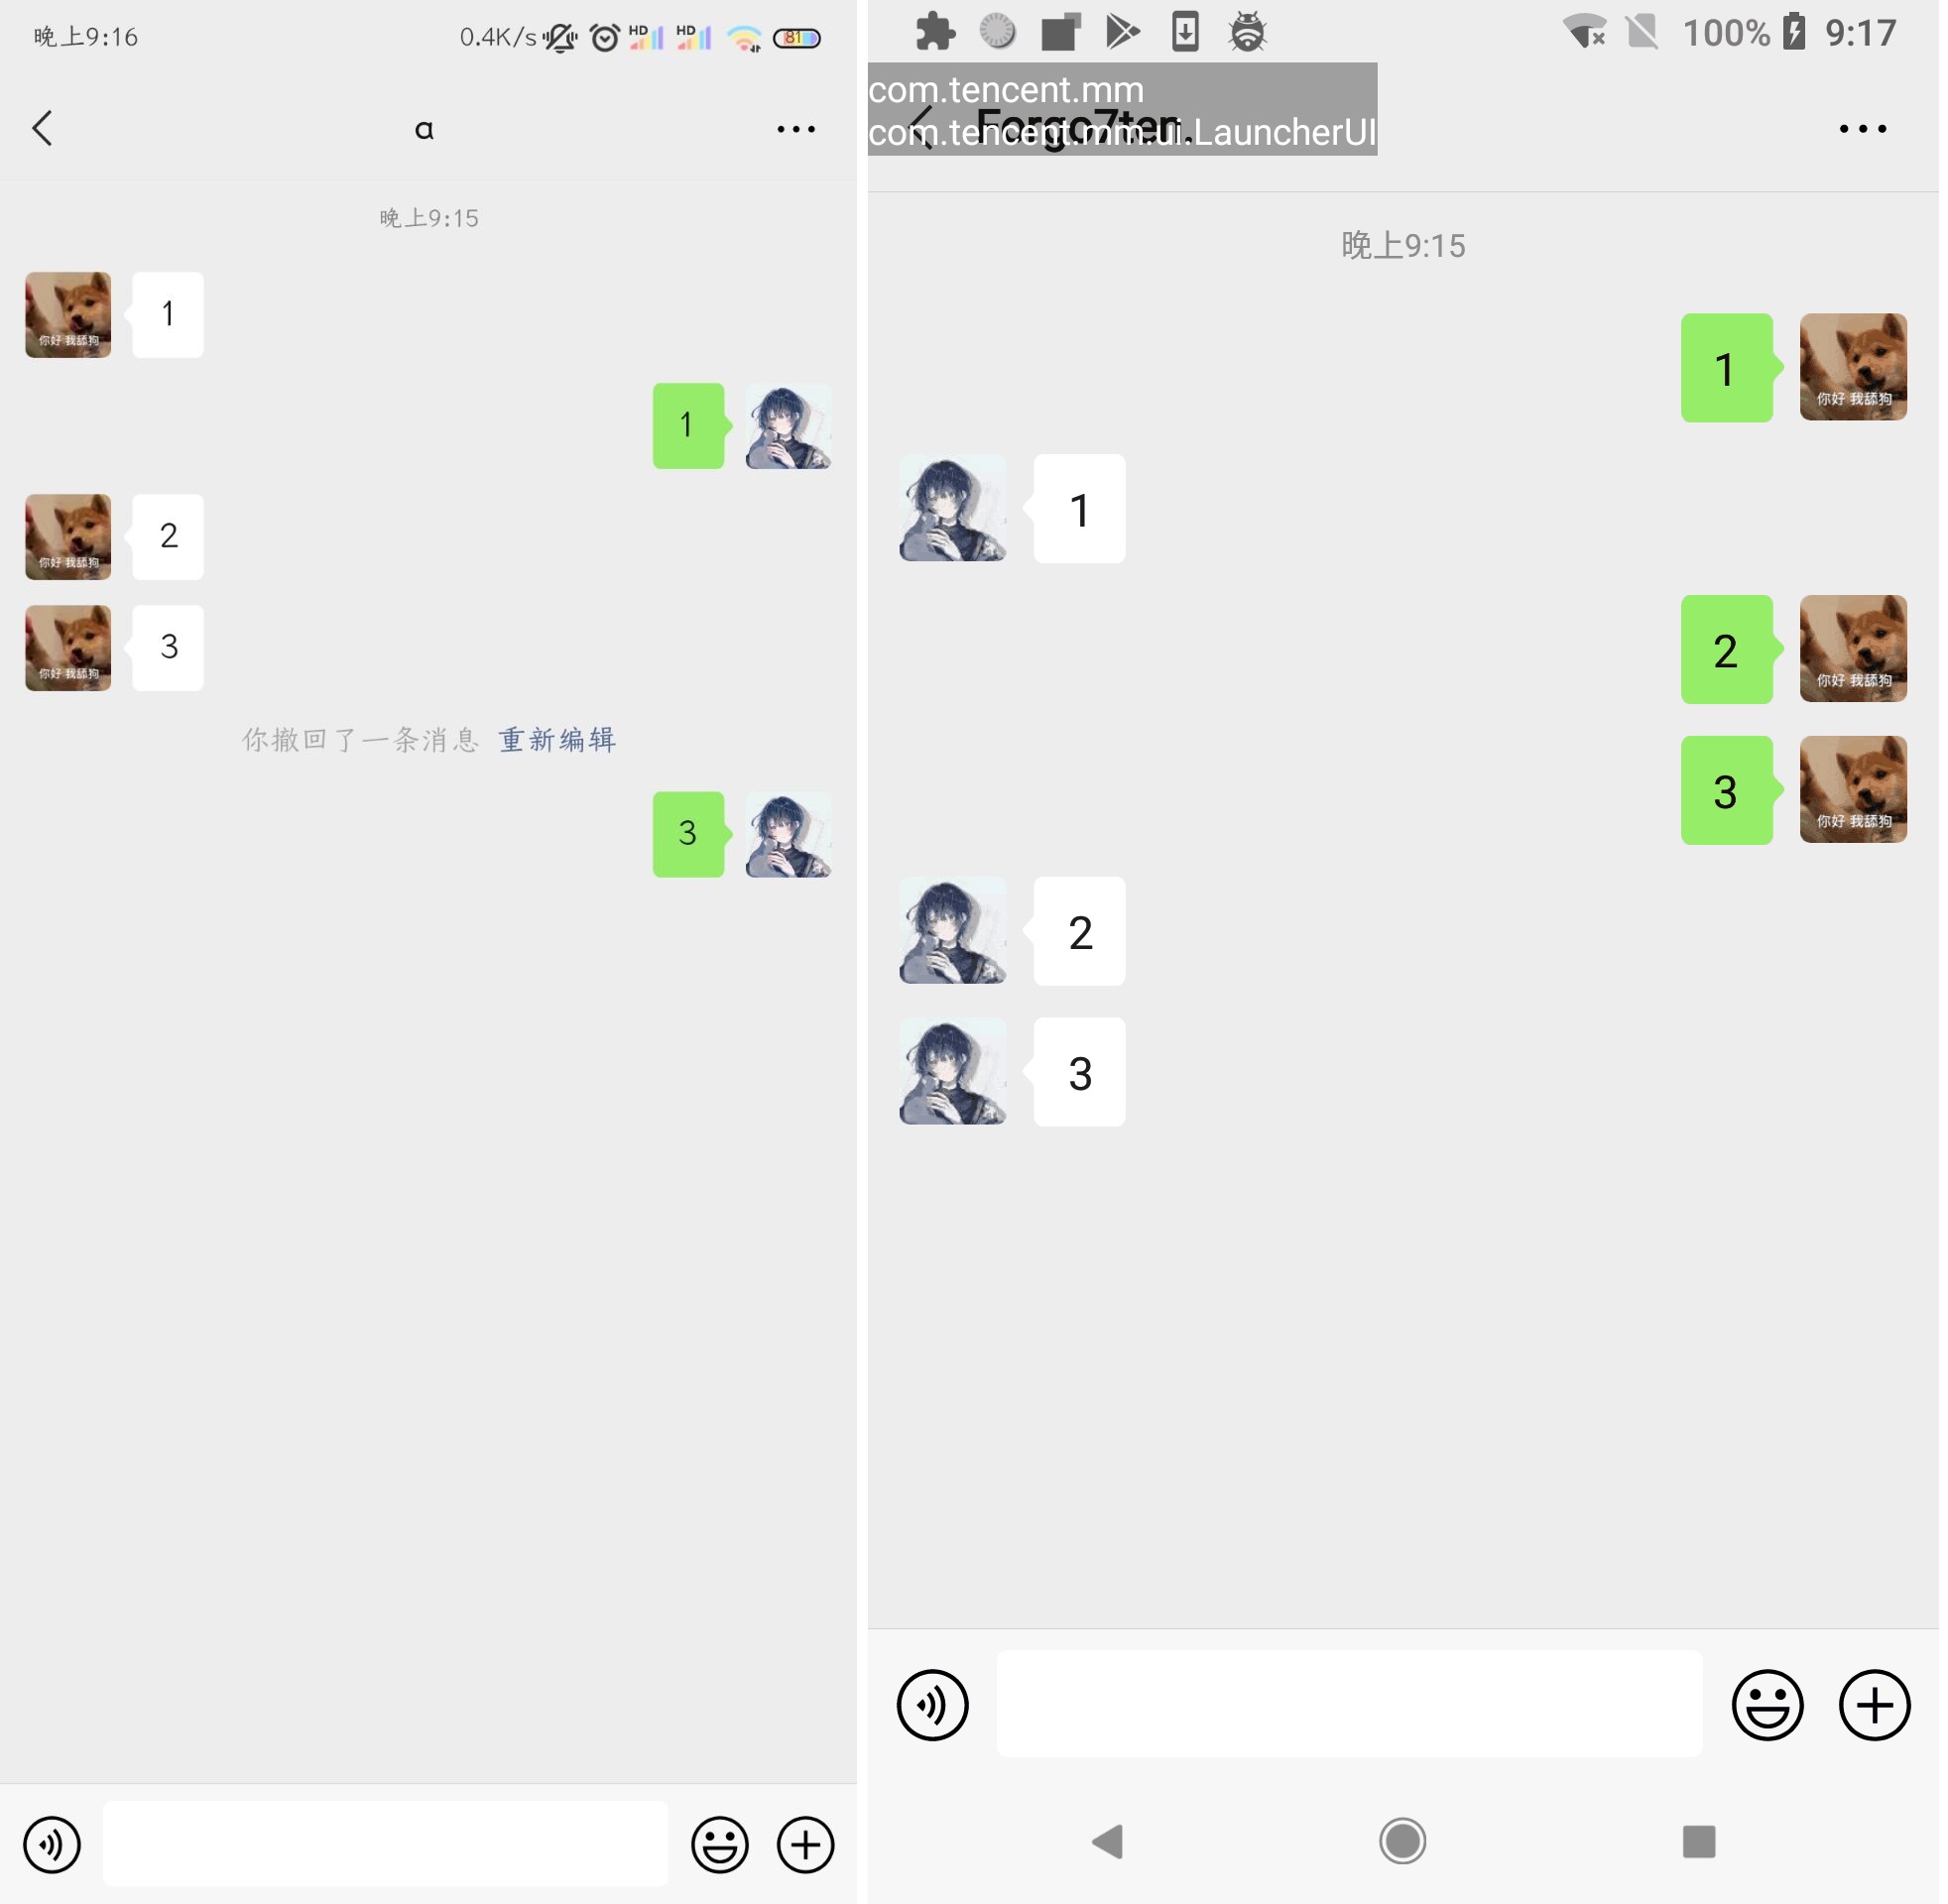 晚上9:16
0.4K/s
HD
HD
81
α
晚上9:15
你好 我舔狗
1
1
你好 我舔狗
2
你好 我舔狗
3
你撤回了一条消息 重新编辑
3
100%
9:17
com.tencent.mm
Forgo7ten.
com.tencent.mm.ui.LauncherUI
晚上9:15
1
你好 我舔狗
1
2
你好 我舔狗
3
你好 我舔狗
2
3